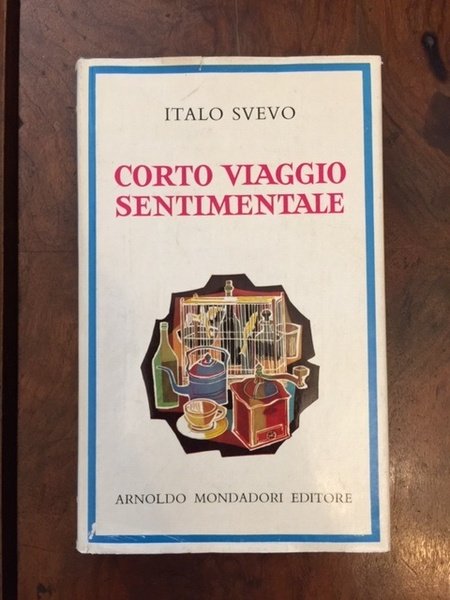 ITALO SVEVO
CORTO VIAGGIO
SENTIMENTALE
ARNOLDO MONDADORI EDITORE